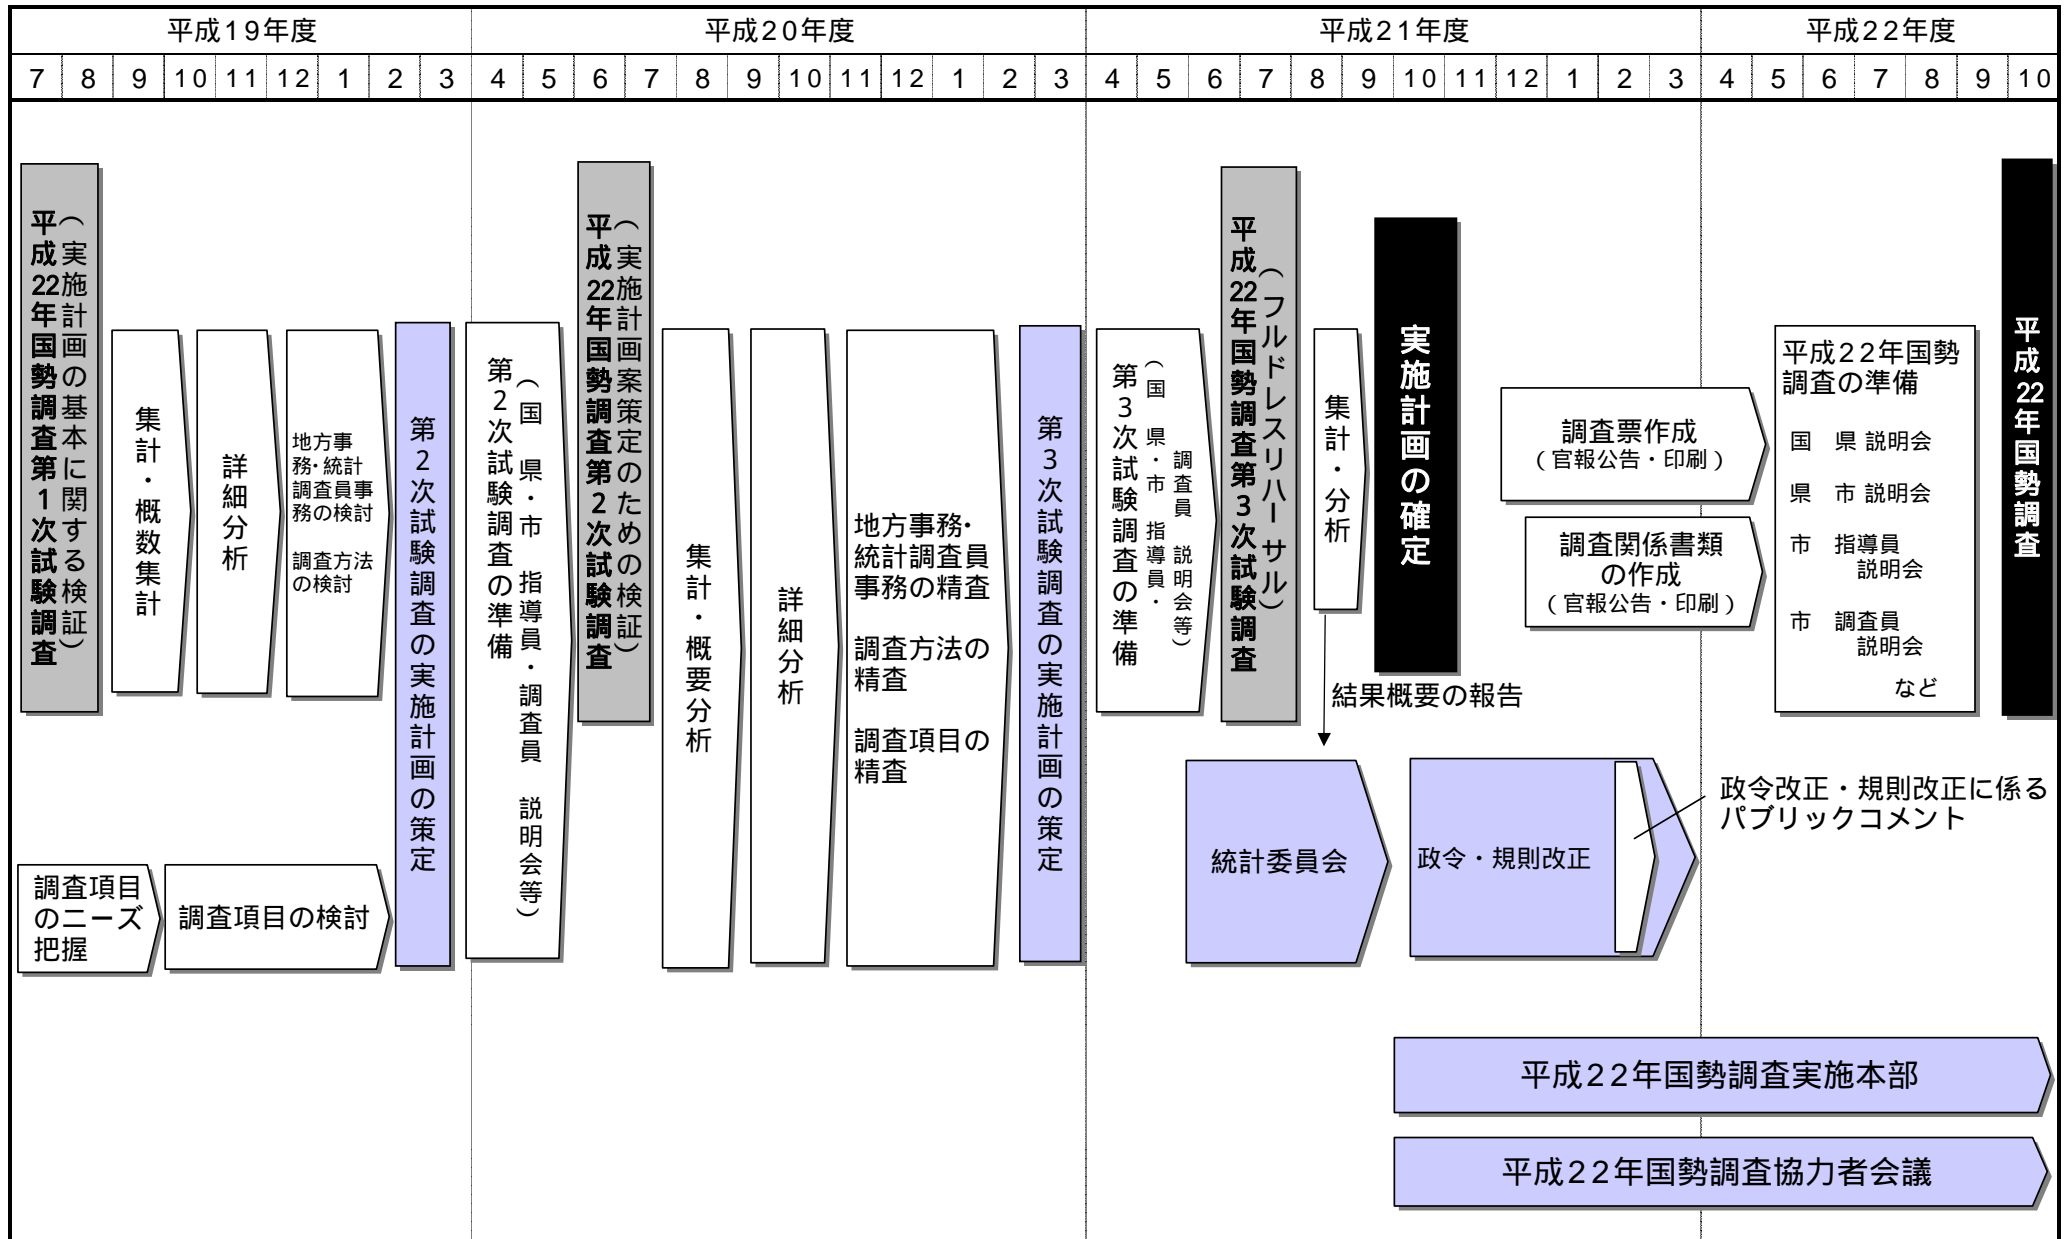 平成19年度 平成20年度 平成21年度 平成22年度
7 8 9 10 11 12 1 2 3 4 5 6 7 8 9 10 11 12 1 2 3 4 5 6 7 8 9 10 11 12 1 2 3 4 5 6 7 8 9 10
平成22年国勢調査第1次試験調査
(実施計画の基本に関する検証)
集計・概数集計
詳細分析
地方事
務・統計
調査員事
務の検討
調査方法
の検討
第2次試験調査の実施計画の策定
調査項目
のニーズ
把握
調査項目の検討
第2次試験調査の準備
(国 県・市 指導員・調査員 説明会等)
平成22年国勢調査第2次試験調査
(実施計画案策定のための検証)
集計・概要分析
詳細分析
地方事務・
統計調査員
事務の精査
調査方法の
精査
調査項目の
精査
第3次試験調査の実施計画の策定
第3次試験調査の準備
(国 県・市 指導員・
調査員 説明会等)
平成22年国勢調査第3次試験調査
(フルドレスリハーサル)
集計・分析
結果概要の報告
実施計画の確定
統計委員会
政令・規則改正
政令改正・規則改正に係る
パブリックコメント
調査票作成
(官報公告・印刷)
調査関係書類
の作成
(官報公告・印刷)
平成22年国勢
調査の準備
国 県 説明会
県 市 説明会
市 指導員
説明会
市 調査員
説明会
など
平成22年国勢調査
平成22年国勢調査実施本部
平成22年国勢調査協力者会議